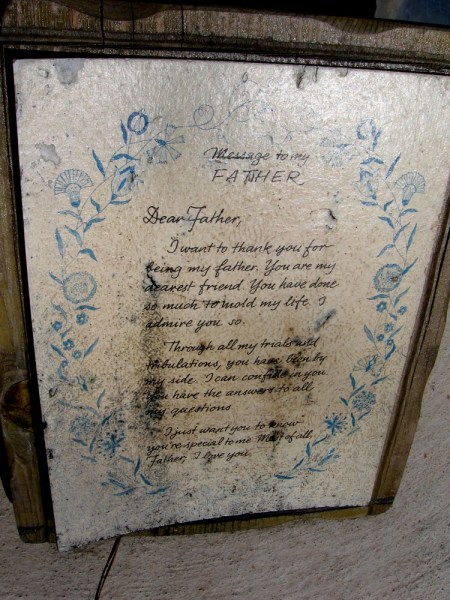 Message to my
FATHER
Dear Father,
I want to thank you for
being my father. You are my
dearest friend. You have done
so much to mold my life. I
admire you so.
Through all my trials and
tribulations, you have been by
my side. I can confide in you.
You have the answers to all
my questions.
I just want you to know
you're special to me. Most of all,
Father, I love you.